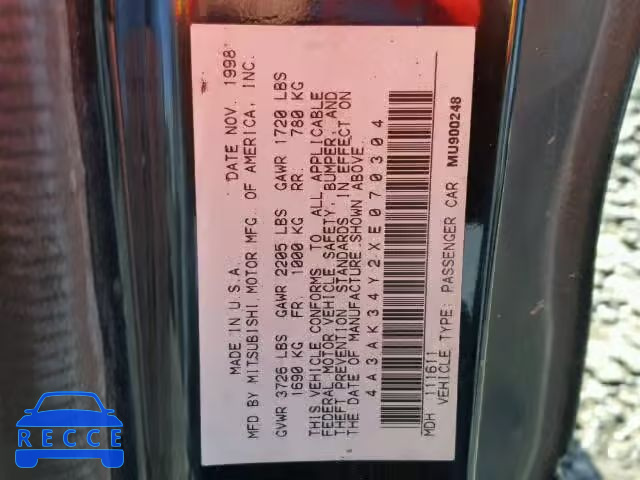 MADE IN U.S.A. DATE NOV. 1998
MFD BY MITSUBISHI MOTOR MFG. OF AMERICA, INC.
GVWR 3726 LBS GAWR 2205 LBS GAWR 1720 LBS
1690 KG FR. 1000 KG RR. 780 KG
THIS VEHICLE CONFORMS TO ALL APPLICABLE
FEDERAL MOTOR VEHICLE SAFETY, BUMPER, AND
THEFT PREVENTION STANDARDS IN EFFECT ON
THE DATE OF MANUFACTURE SHOWN ABOVE.
4A3AK34Y2XE070304
MDH 111611
VEHICLE TYPE: PASSENGER CAR MU900248
RECCE